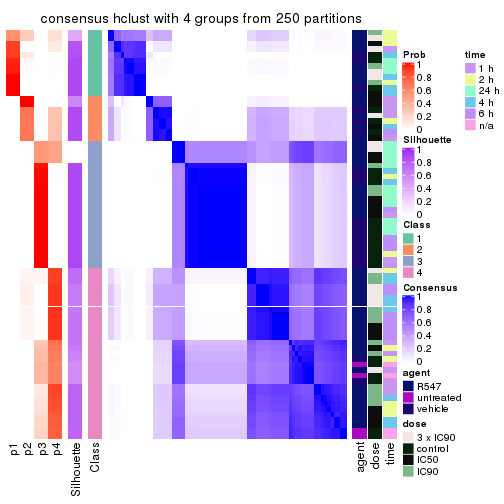 consensus hclust with 4 groups from 250 partitions
Prob
1
0.8
0.6
0.4
0.2
0
Silhouette
1
0.8
0.6
0.4
0.2
0
Class
1
2
3
4
Consensus
1
0.8
0.6
0.4
0.2
0
agent
R547
untreated
vehicle
dose
3 x IC90
control
IC50
IC90
time
1 h
2 h
24 h
4 h
6 h
n/a
p1
p2
p3
p4
Silhouette
Class
agent
dose
time